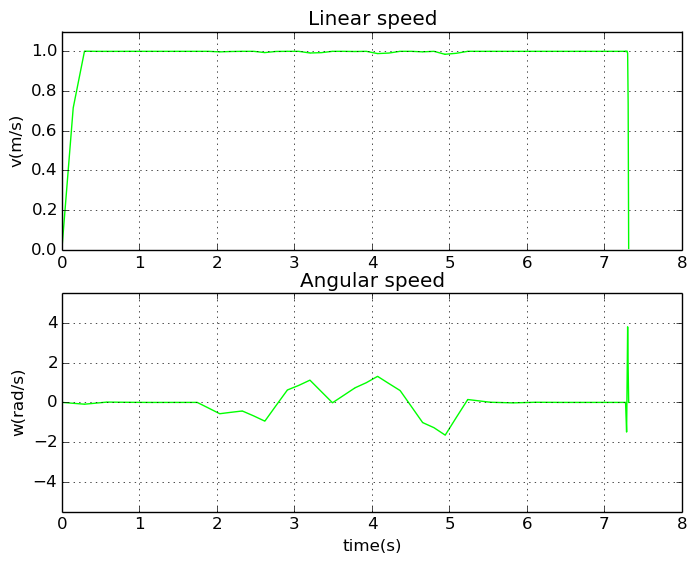 Linear speed
1.0
0.8
0.6
0.4
0.2
0.0
v(m/s)
0 1 2 3 4 5 6 7 8
Angular speed
4
2
0
−2
−4
w(rad/s)
0 1 2 3 4 5 6 7 8
time(s)